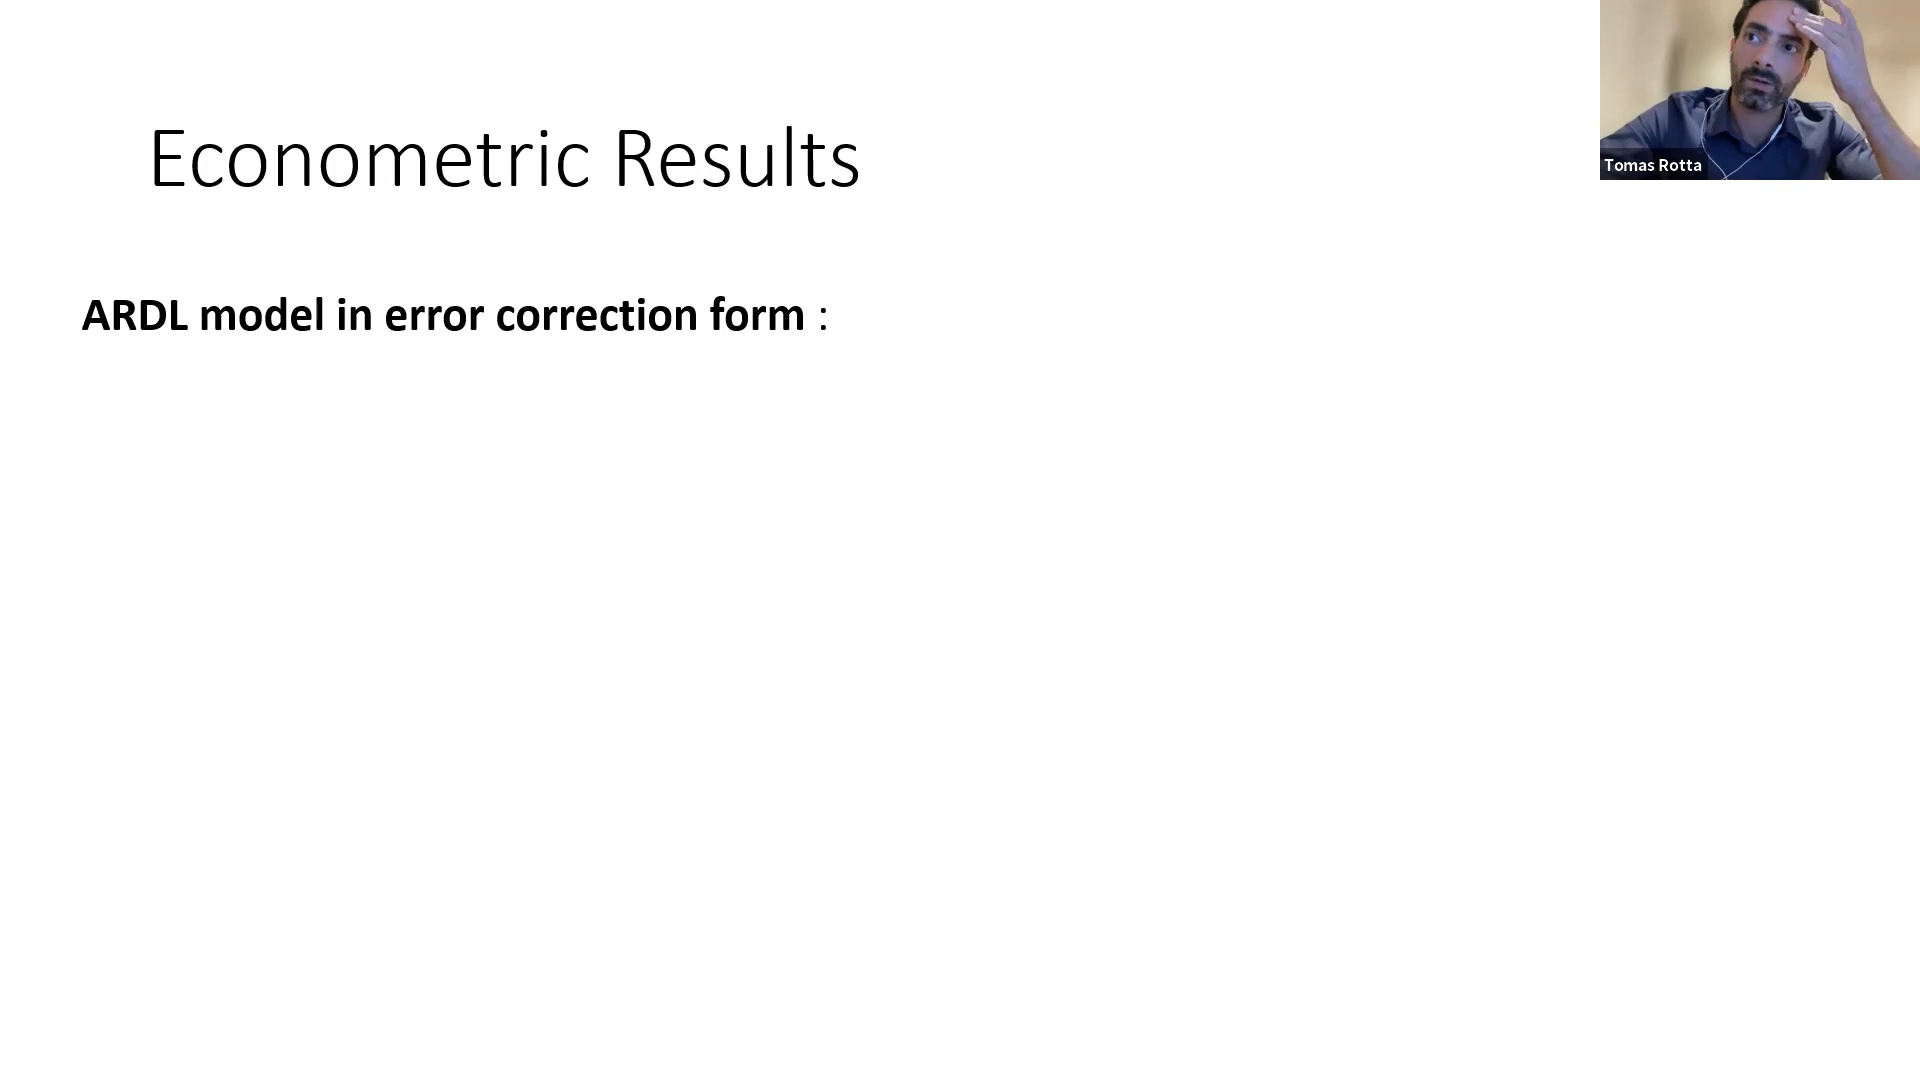 Econometric Results
Tomas Rotta
ARDL model in error correction form :